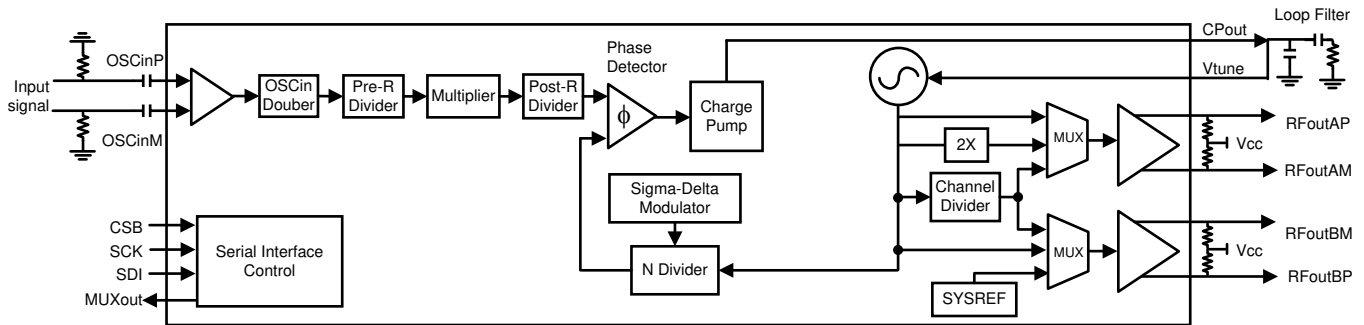 Loop Filter
CPout
OSCinP
Phase
Detector
Vtune
Input
signal
OSCin
Douber
Pre-R
Divider
Multiplier
Post-R
Divider
ϕ
Charge
Pump
OSCinM
MUX
RFoutAP
Vcc
2X
RFoutAM
Sigma-Delta
Modulator
Channel
Divider
CSB
SCK
SDI
MUXout
Serial Interface
Control
N Divider
MUX
RFoutBM
Vcc
RFoutBP
SYSREF